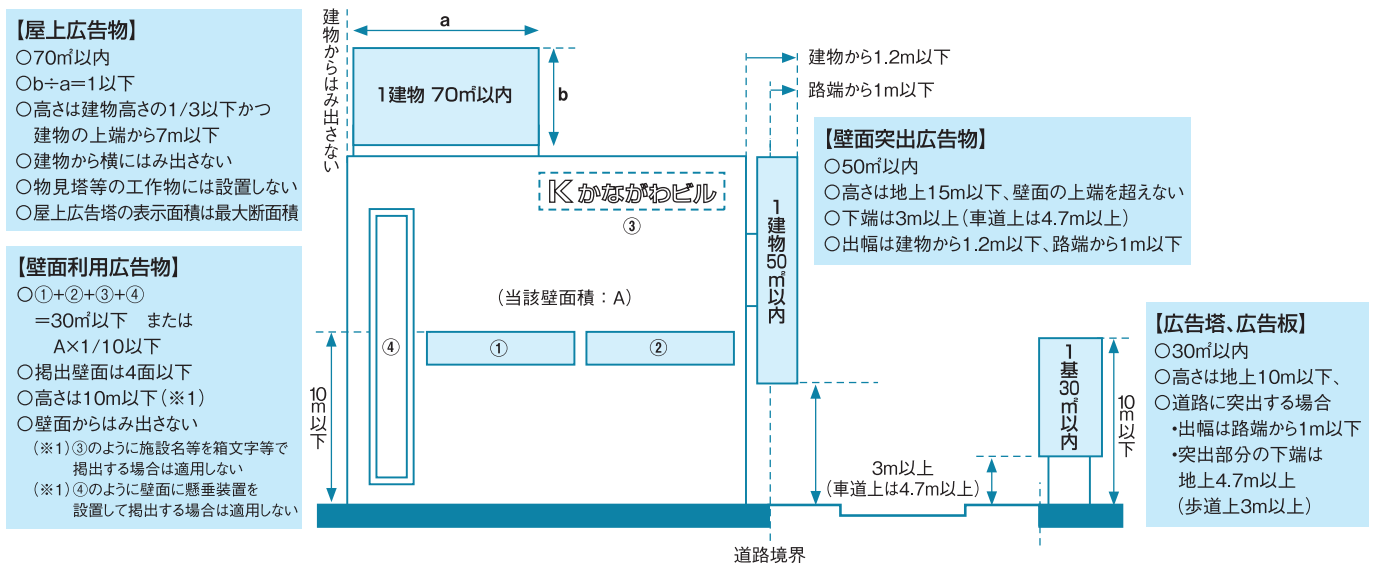 【屋上広告物】
○70㎡以内
○b÷a=1以下
○高さは建物高さの1/3以下かつ
建物の上端から7m以下
○建物から横にはみ出さない
○物見塔等の工作物には設置しない
○屋上広告塔の表示面積は最大断面積
【壁面利用広告物】
○①+②+③+④
=30㎡以下 または
A×1/10以下
○掲出壁面は4面以下
○高さは10m以下(※1)
○壁面からはみ出さない
(※1)③のように施設名等を箱文字等で
掲出する場合は適用しない
(※1)④のように壁面に懸垂装置を
設置して掲出する場合は適用しない
建物からはみ出さない
a
1建物 70㎡以内
b
K かながわビル
③
(当該壁面積:A)
④
①
②
10m以下
1建物50㎡以内
建物から1.2m以下
路端から1m以下
【壁面突出広告物】
○50㎡以内
○高さは地上15m以下、壁面の上端を超えない
○下端は3m以上(車道上は4.7m以上)
○出幅は建物から1.2m以下、路端から1m以下
3m以上
(車道上は4.7m以上)
道路境界
1基30㎡以内
10m以下
【広告塔、広告板】
○30㎡以内
○高さは地上10m以下、
○道路に突出する場合
・出幅は路端から1m以下
・突出部分の下端は
地上4.7m以上
(歩道上3m以上)